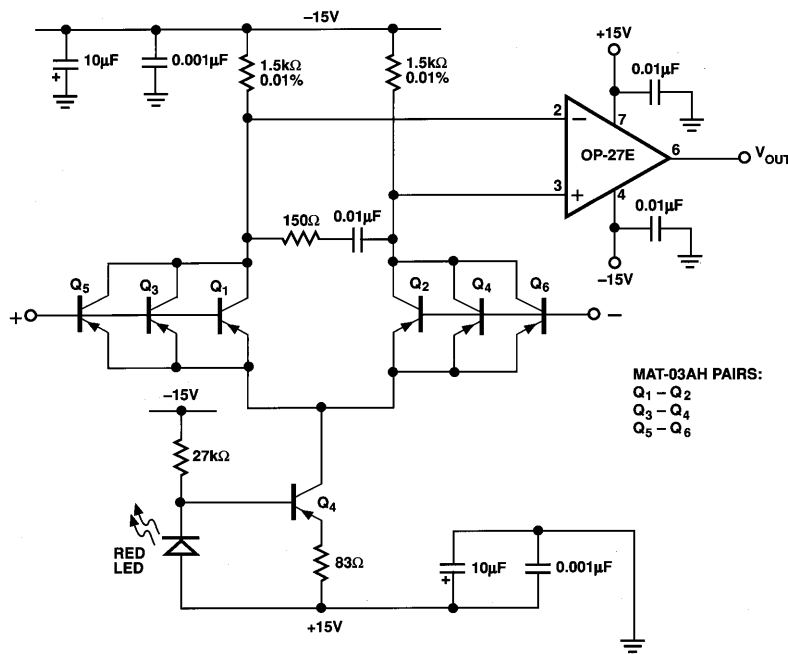 –15V
10µF
+
0.001µF
1.5kΩ
0.01%
1.5kΩ
0.01%
+15V
0.01µF
2
–
7
OP-27E
6
VOUT
3
+
4
0.01µF
–15V
150Ω
0.01µF
Q5
Q3
Q1
Q2
Q4
Q6
+
–
MAT-03AH PAIRS:
Q1 – Q2
Q3 – Q4
Q5 – Q6
–15V
27kΩ
Q4
RED
LED
83Ω
10µF
+
0.001µF
+15V